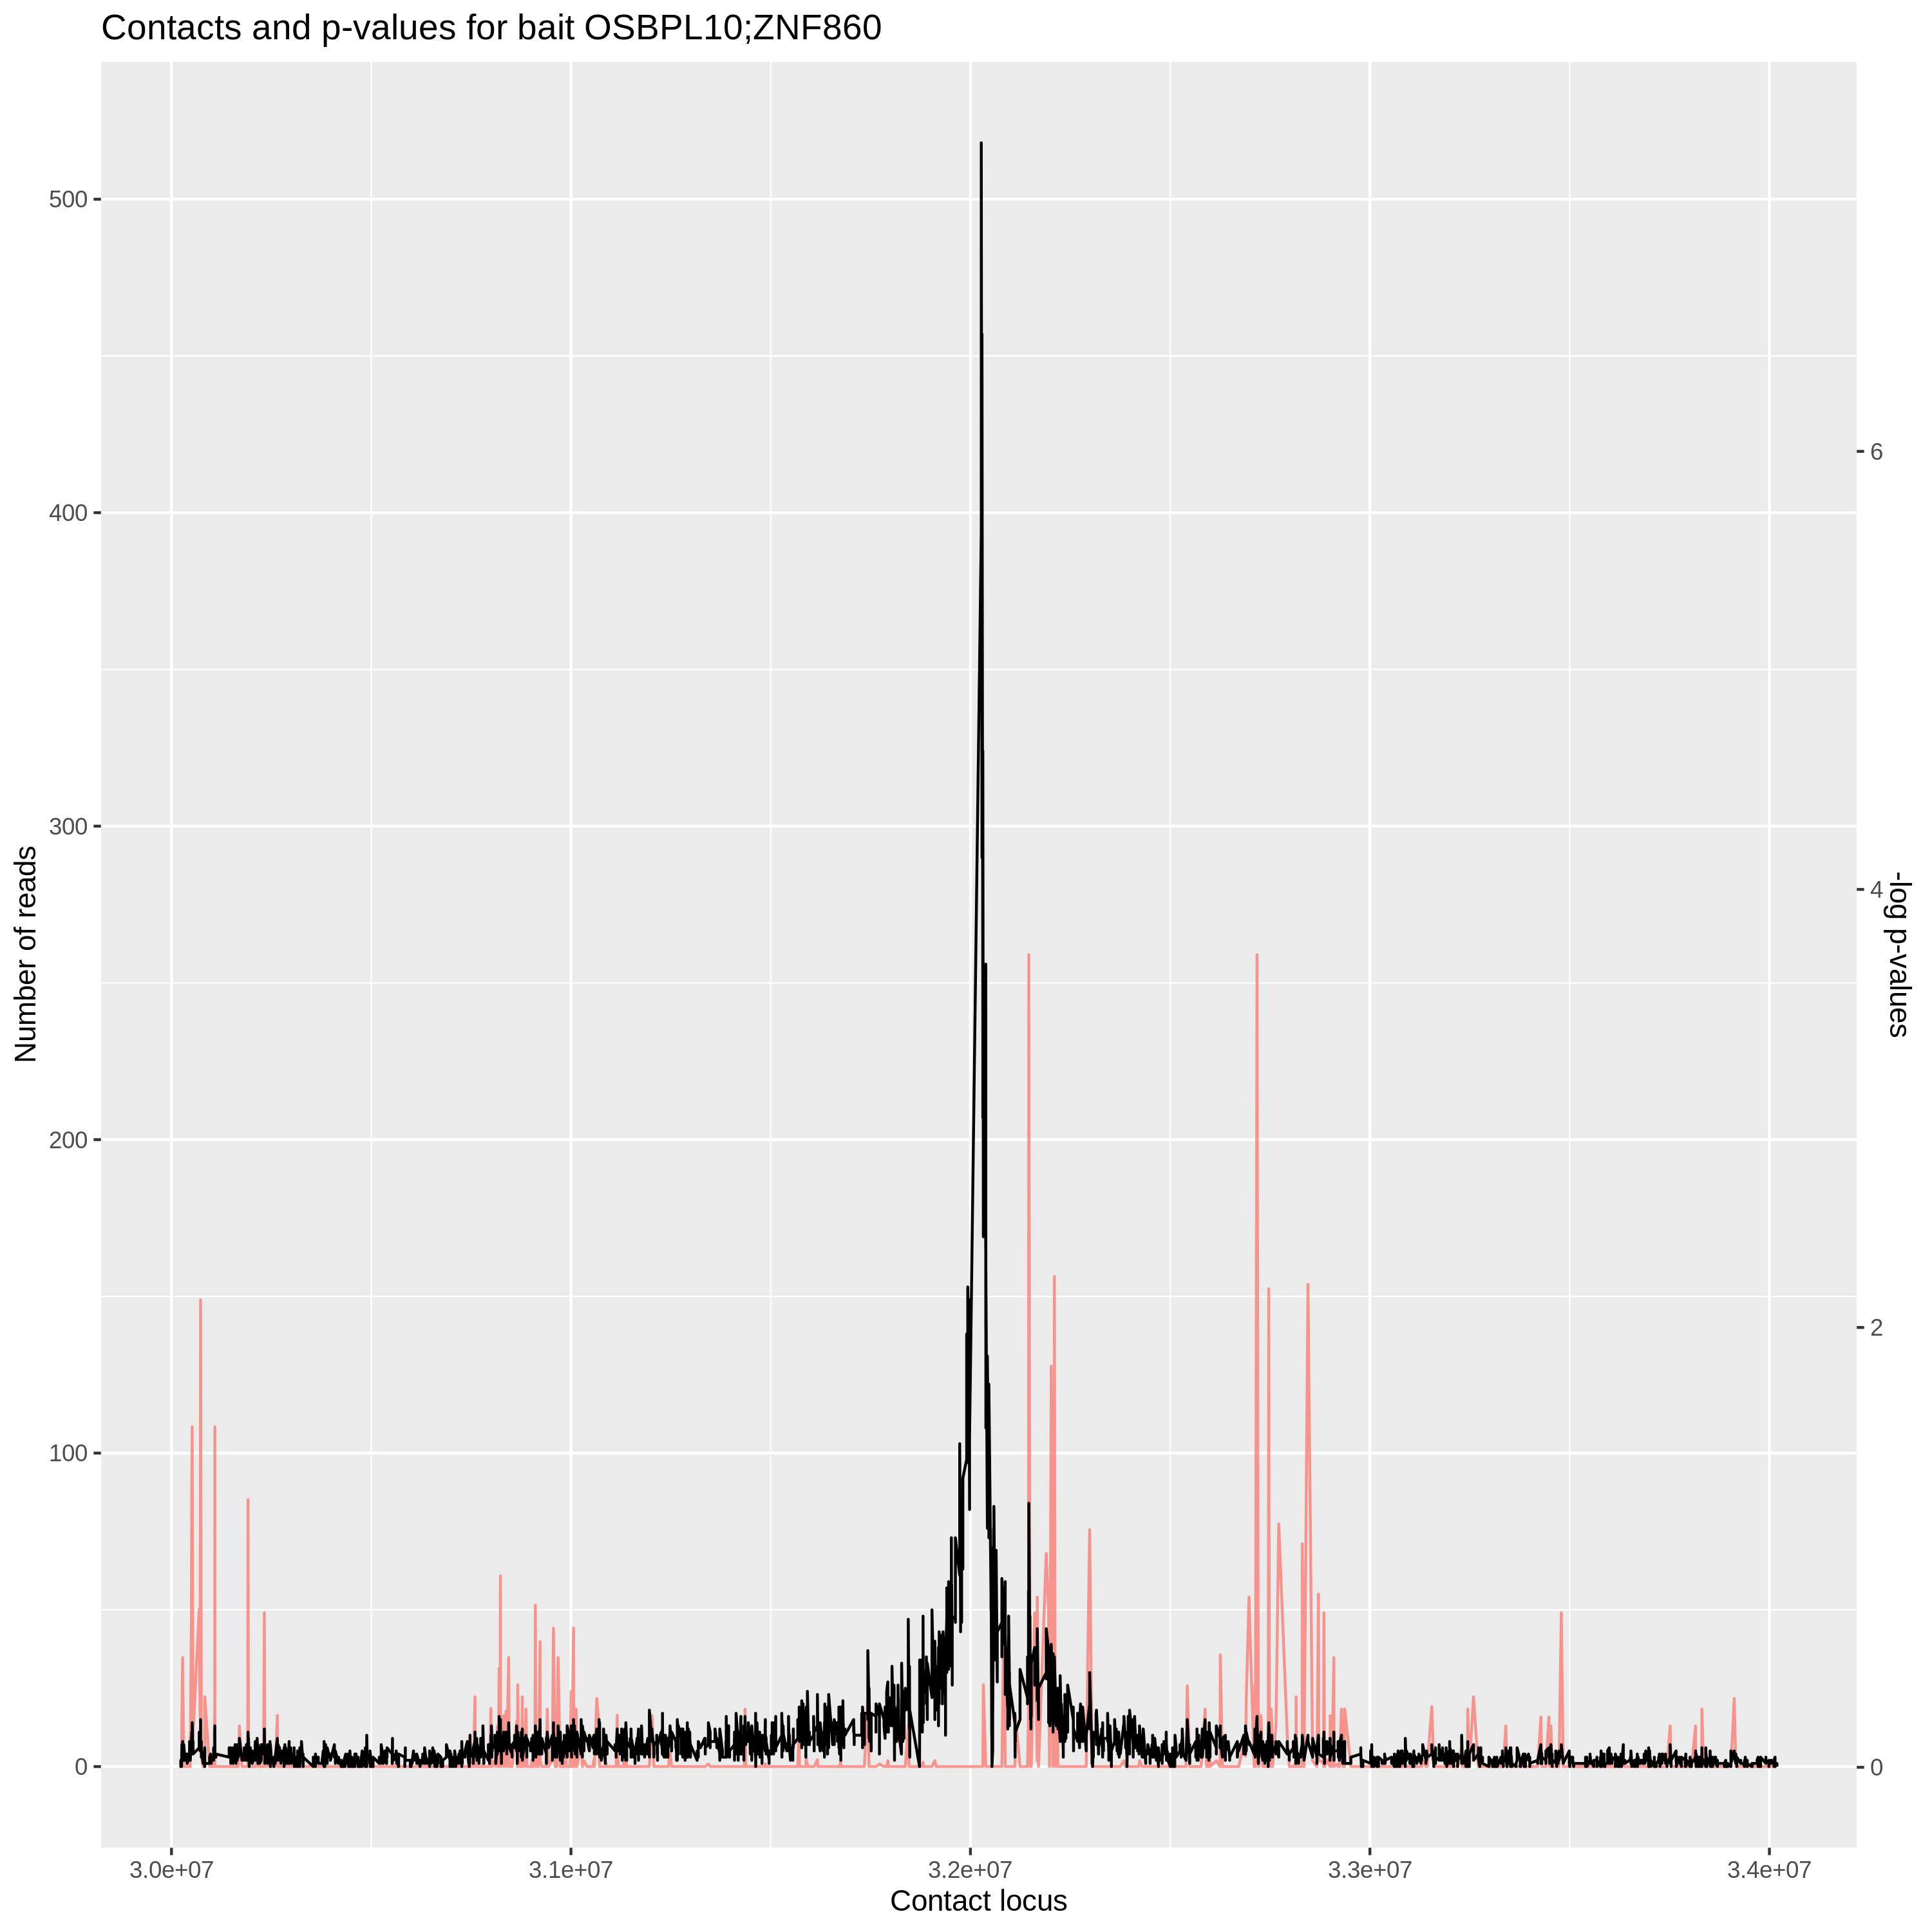 Contacts and p-values for bait OSBPL10;ZNF860
Number of reads
500
400
300
200
100
0
6
4
2
0
-log p-values
3.0e+07 3.1e+07 3.2e+07 3.3e+07 3.4e+07
Contact locus